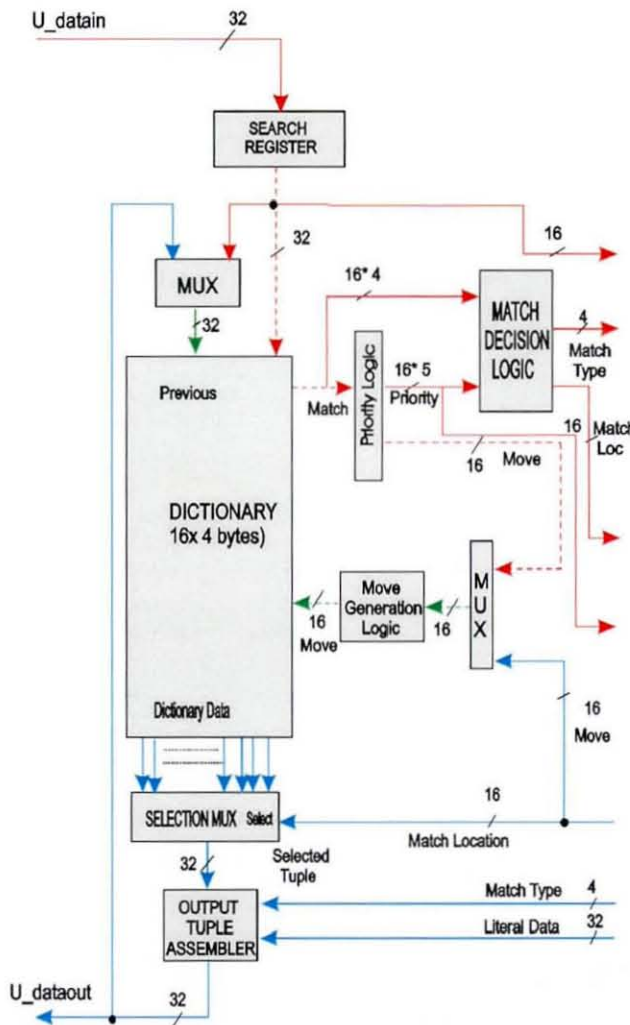 U_datain
32
SEARCH
REGISTER
32
16
MUX
32
16* 4
MATCH
DECISION
LOGIC
4
Match
Type
Previous
Match
Priority Logic
16* 5
Priority
16
Move
16
Match
Loc
DICTIONARY
16x 4 bytes)
16
Move
Move
Generation
Logic
16
MUX
16
Move
Dictionary Data
SELECTION MUX Select
16
Match Location
32
Selected
Tuple
OUTPUT
TUPLE
ASSEMBLER
Match Type 4
Literal Data 32
U_dataout
32